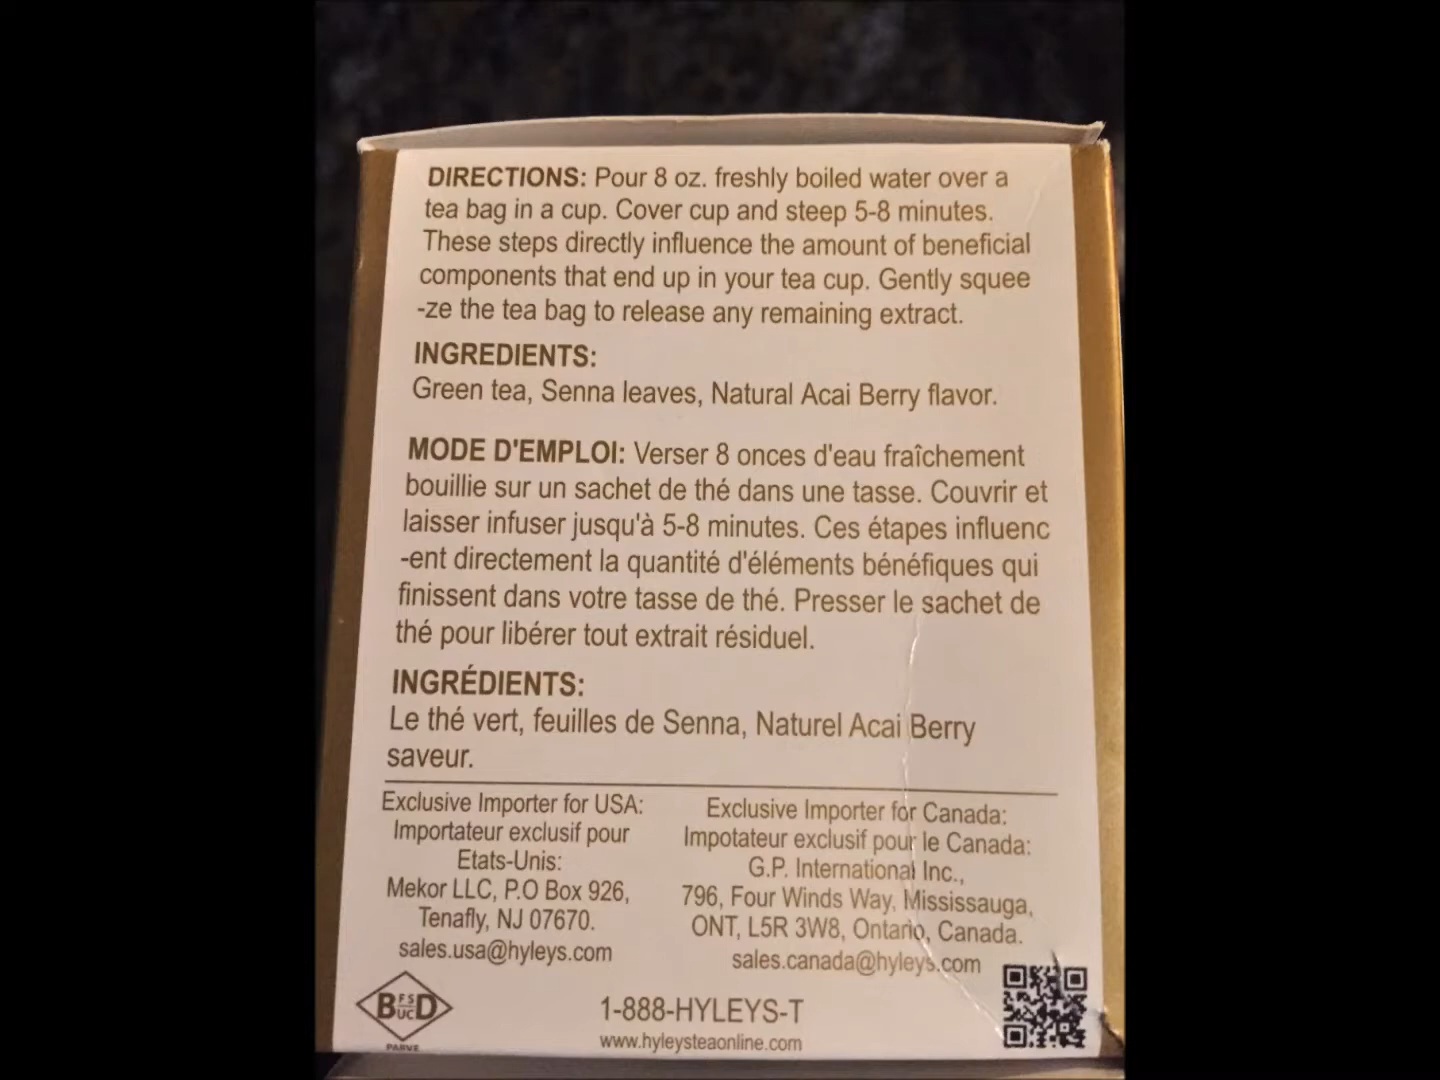 DIRECTIONS: Pour 8 oz. freshly boiled water over a
tea bag in a cup. Cover cup and steep 5-8 minutes.
These steps directly influence the amount of beneficial
components that end up in your tea cup. Gently squee
-ze the tea bag to release any remaining extract.
INGREDIENTS:
Green tea, Senna leaves, Natural Acai Berry flavor.
MODE D'EMPLOI: Verser 8 onces d'eau fraîchement
bouillie sur un sachet de thé dans une tasse. Couvrir et
laisser infuser jusqu'à 5-8 minutes. Ces étapes influenc
-ent directement la quantité d'éléments bénéfiques qui
finissent dans votre tasse de thé. Presser le sachet de
thé pour libérer tout extrait résiduel.
INGRÉDIENTS:
Le thé vert, feuilles de Senna, Naturel Acai Berry
saveur.
Exclusive Importer for USA:
Importateur exclusif pour
Etats-Unis:
Mekor LLC, P.O Box 926,
Tenafly, NJ 07670.
sales.usa@hyleys.com
Exclusive Importer for Canada:
Impotateur exclusif pour le Canada:
G.P. International Inc.,
796, Four Winds Way, Mississauga,
ONT, L5R 3W8, Ontario, Canada.
sales.canada@hyleys.com
B FS UC D
PARVE
1-888-HYLEYS-T
www.hyleysteaonline.com